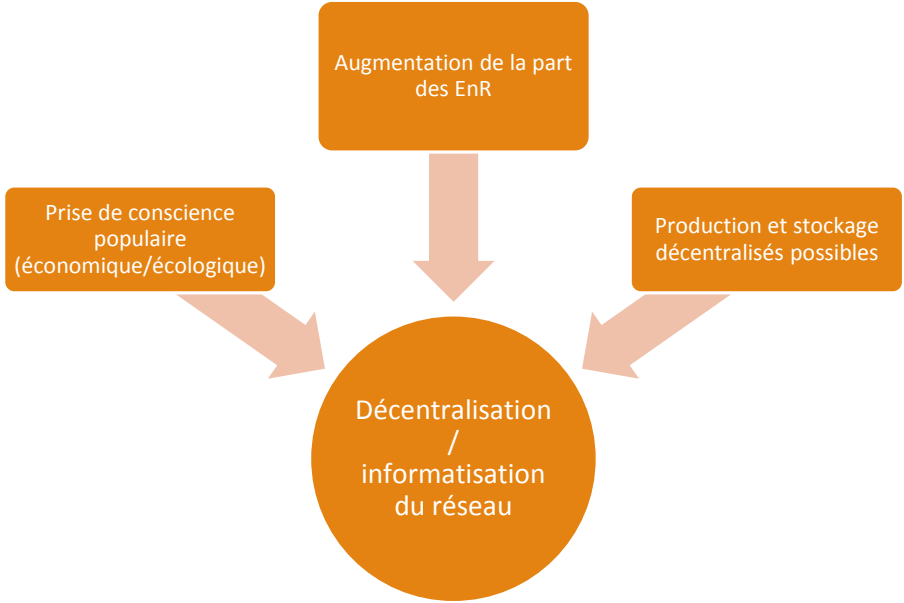 Augmentation de la part
des EnR
Prise de conscience
populaire
(économique/écologique)
Production et stockage
décentralisés possibles
Décentralisation
/
informatisation
du réseau